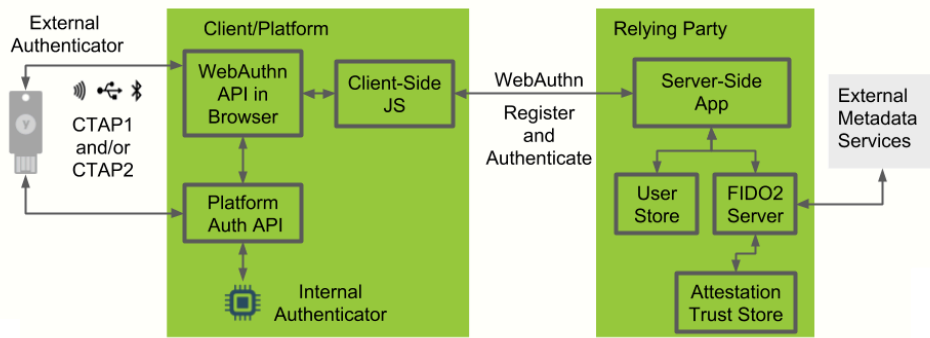 External
Authenticator
Y
CTAP1
and/or
CTAP2
Client/Platform
WebAuthn
API in
Browser
Client-Side
JS
Platform
Auth API
Internal
Authenticator
WebAuthn
Register
and
Authenticate
Relying Party
Server-Side
App
User
Store
FIDO2
Server
Attestation
Trust Store
External
Metadata
Services